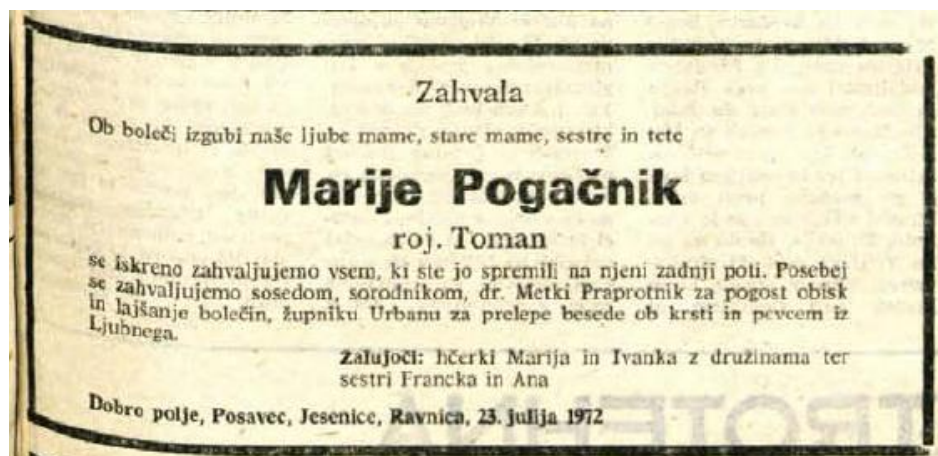 Zahvala
Ob boleči izgubi naše ljube mame, stare mame, sestre in tete
Marije Pogačnik
roj. Toman
se iskreno zahvaljujemo vsem, ki ste jo spremili na njeni zadnji poti. Posebej
se zahvaljujemo sosedom, sorodnikom, dr. Metki Praprotnik za pogost obisk
in lajšanje bolečin, župniku Urbanu za prelepe besede ob krsti in pevcem iz
Ljubnega.
Žalujoči: hčerki Marija in Ivanka z družinama ter
sestri Francka in Ana
Dobro polje, Posavec, Jesenice, Ravnica, 23. julija 1972